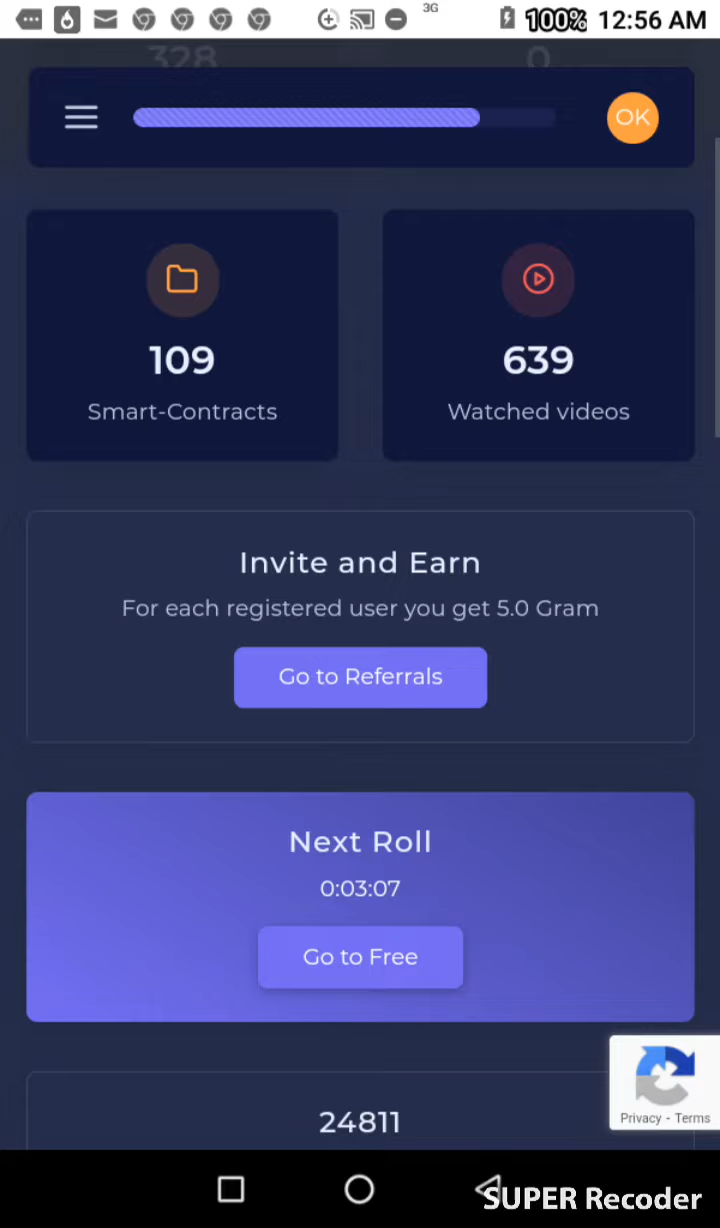 3G
100% 12:56 AM
328 0
OK
109
Smart-Contracts
639
Watched videos
Invite and Earn
For each registered user you get 5.0 Gram
Go to Referrals
Next Roll
0:03:07
Go to Free
Privacy - Terms
24811
SUPER Recoder